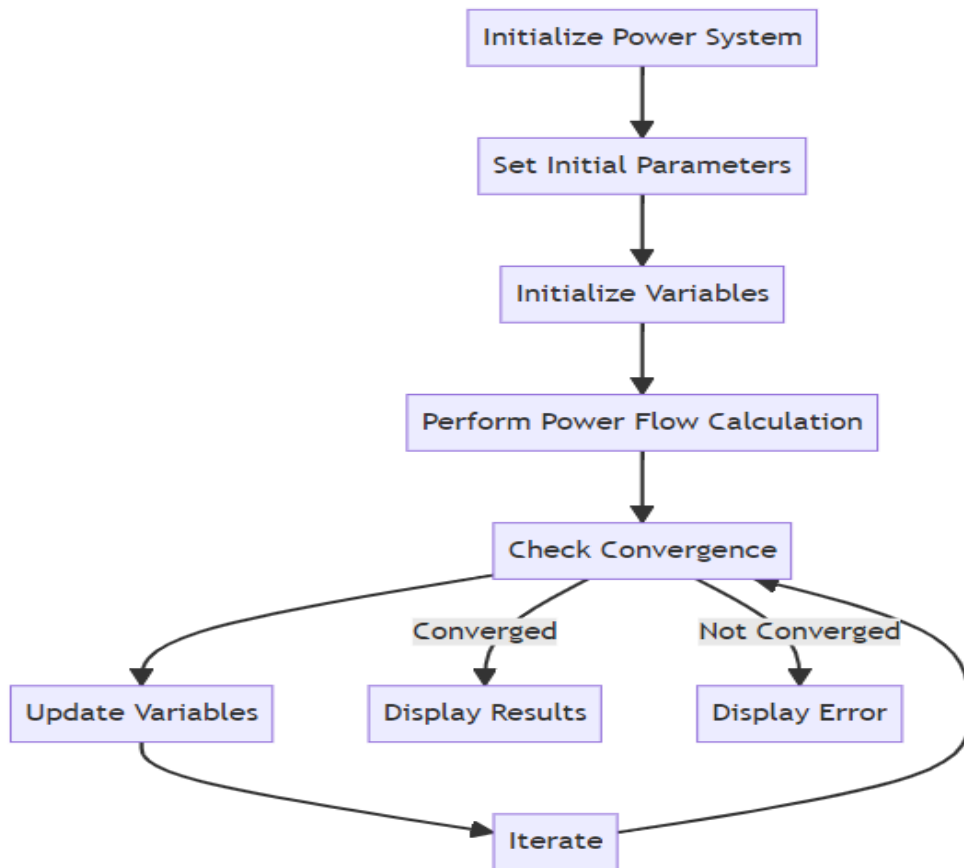 Initialize Power System
Set Initial Parameters
Initialize Variables
Perform Power Flow Calculation
Check Convergence
Converged
Not Converged
Update Variables
Display Results
Display Error
Iterate